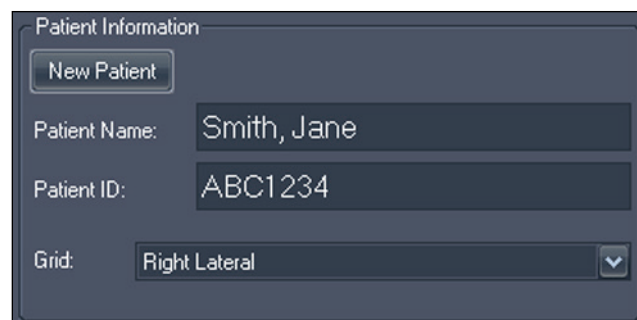 Patient Information
New Patient
Patient Name: Smith, Jane
Patient ID: ABC1234
Grid: Right Lateral